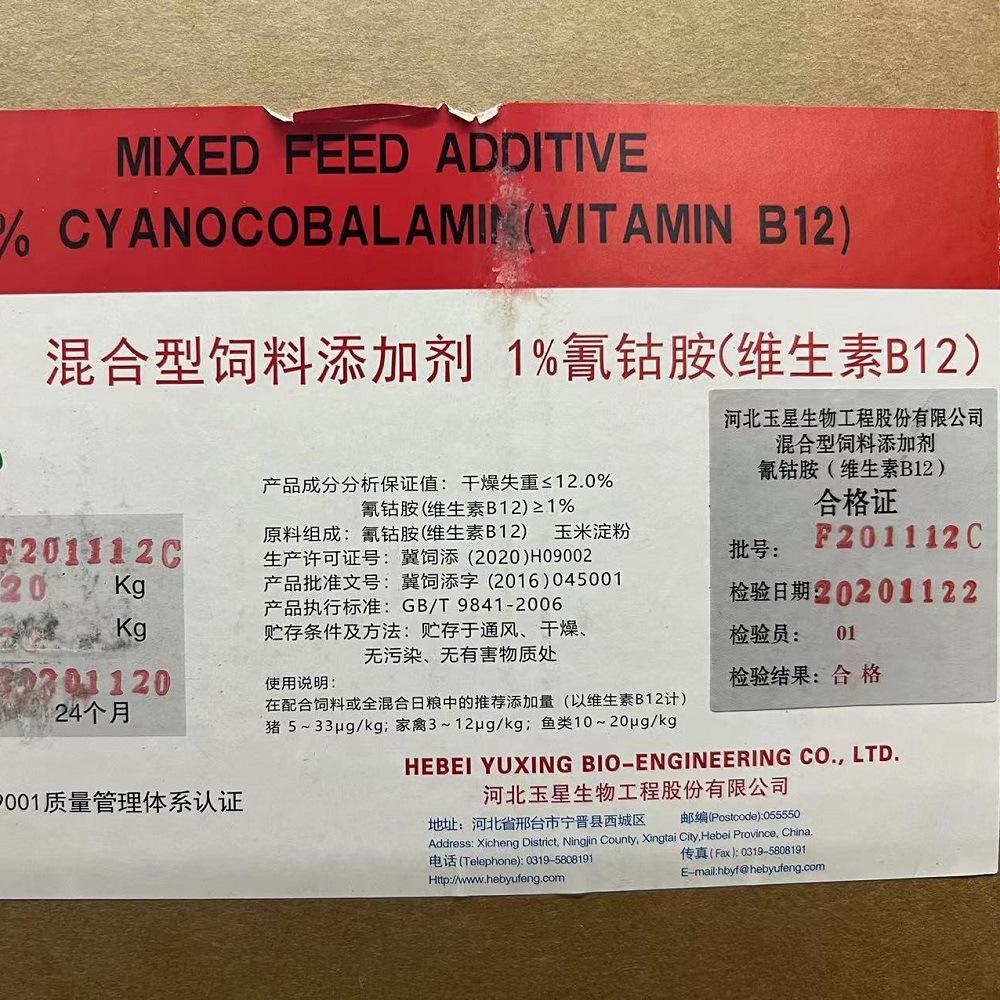 MIXED FEED ADDITIVE
% CYANOCOBALAMIN(VITAMIN B12)
混合型饲料添加剂 1%氰钴胺(维生素B12)
河北玉星生物工程股份有限公司
混合型饲料添加剂
氰钴胺(维生素B12)
合格证
批号: F201112C
检验日期:20201122
检验员: 01
检验结果: 合格
产品成分分析保证值: 干燥失重≤12.0%
氰钴胺(维生素B12)≥1%
原料组成: 氰钴胺(维生素B12) 玉米淀粉
生产许可证号: 冀饲添 (2020)H09002
产品批准文号: 冀饲添字 (2016)045001
产品执行标准: GB/T 9841-2006
贮存条件及方法: 贮存于通风、干燥、
无污染、无有害物质处
使用说明:
在配合饲料或全混合日粮中的推荐添加量(以维生素B12计)
猪 5~33μg/kg; 家禽3~12μg/kg; 鱼类10~20μg/kg
F201112C
20 Kg
Kg
20201120
24个月
9001质量管理体系认证
HEBEI YUXING BIO-ENGINEERING CO., LTD.
河北玉星生物工程股份有限公司
地址: 河北省邢台市宁晋县西城区 邮编(Postcode):055550
Address: Xicheng District, Ningjin County, Xingtai City,Hebei Province, China.
电话(Telephone): 0319-5808191 传真(Fax): 0319-5808191
Http://www.hebyufeng.com E-mail:hbyf@hebyufeng.com